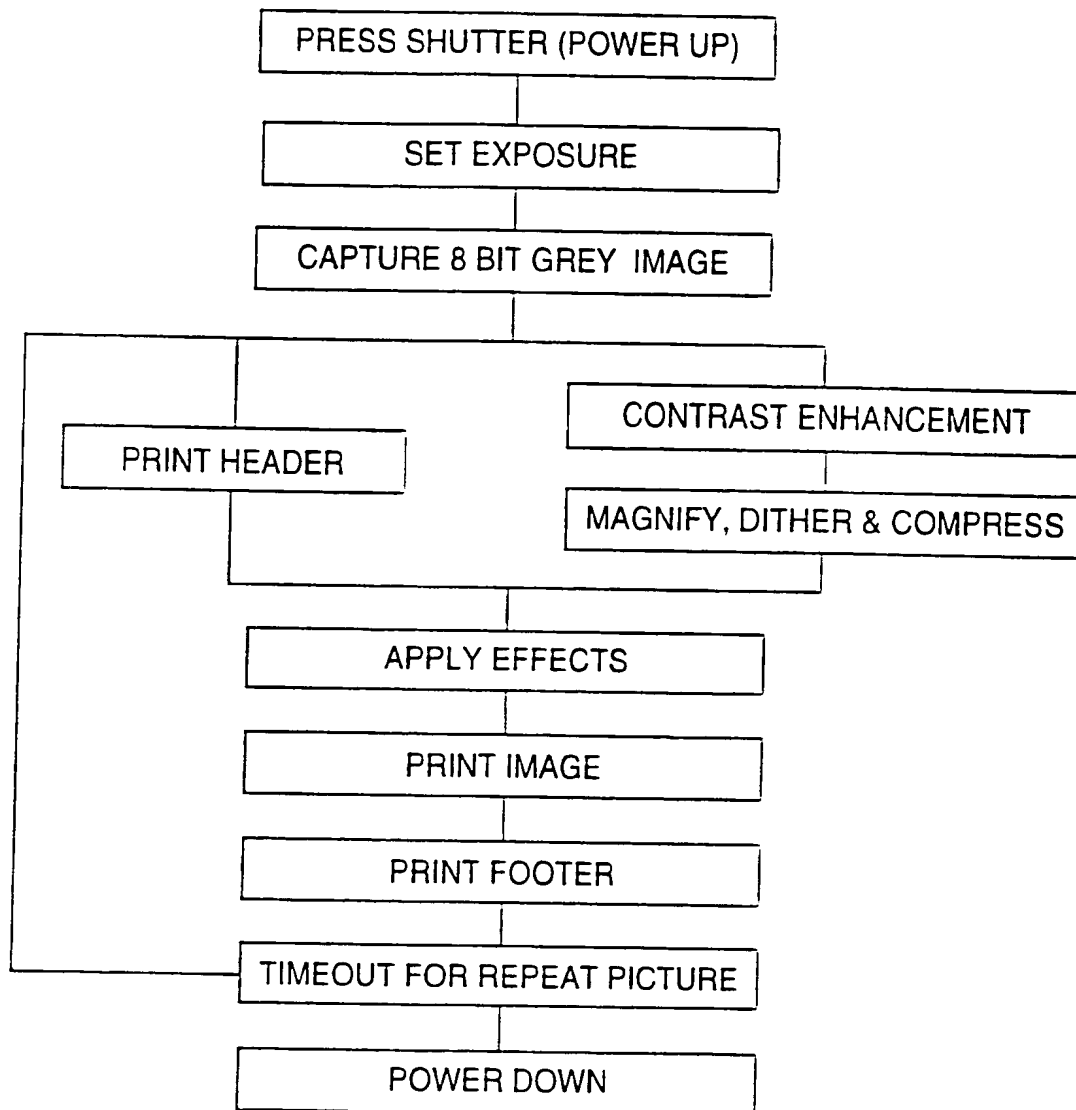 PRESS SHUTTER (POWER UP)
SET EXPOSURE
CAPTURE 8 BIT GREY IMAGE
CONTRAST ENHANCEMENT
PRINT HEADER
MAGNIFY, DITHER & COMPRESS
APPLY EFFECTS
PRINT IMAGE
PRINT FOOTER
TIMEOUT FOR REPEAT PICTURE
POWER DOWN